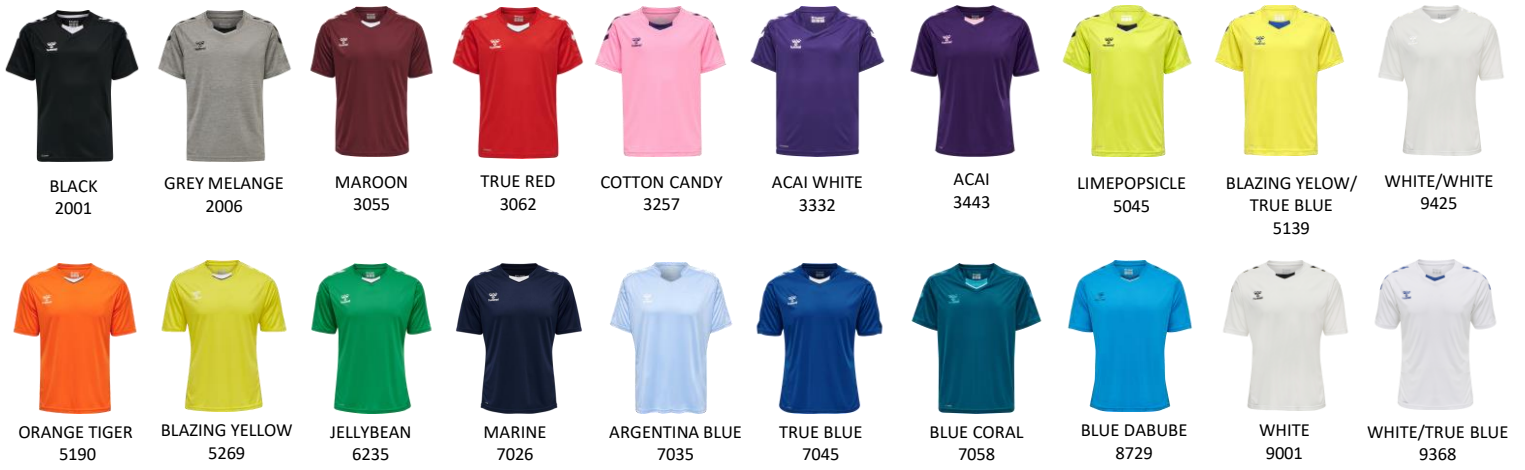 BLACK
2001
GREY MELANGE
2006
MAROON
3055
TRUE RED
3062
COTTON CANDY
3257
ACAI WHITE
3332
ACAI
3443
LIMEPOPSICLE
5045
BLAZING YELOW/
TRUE BLUE
5139
WHITE/WHITE
9425
ORANGE TIGER
5190
BLAZING YELLOW
5269
JELLYBEAN
6235
MARINE
7026
ARGENTINA BLUE
7035
TRUE BLUE
7045
BLUE CORAL
7058
BLUE DABUBE
8729
WHITE
9001
WHITE/TRUE BLUE
9368